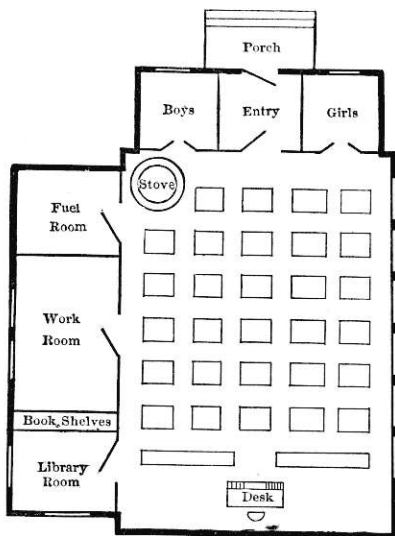 Porch
Boys
Entry
Girls
Stove
Fuel
Room
Work
Room
Book Shelves
Library
Room
Desk